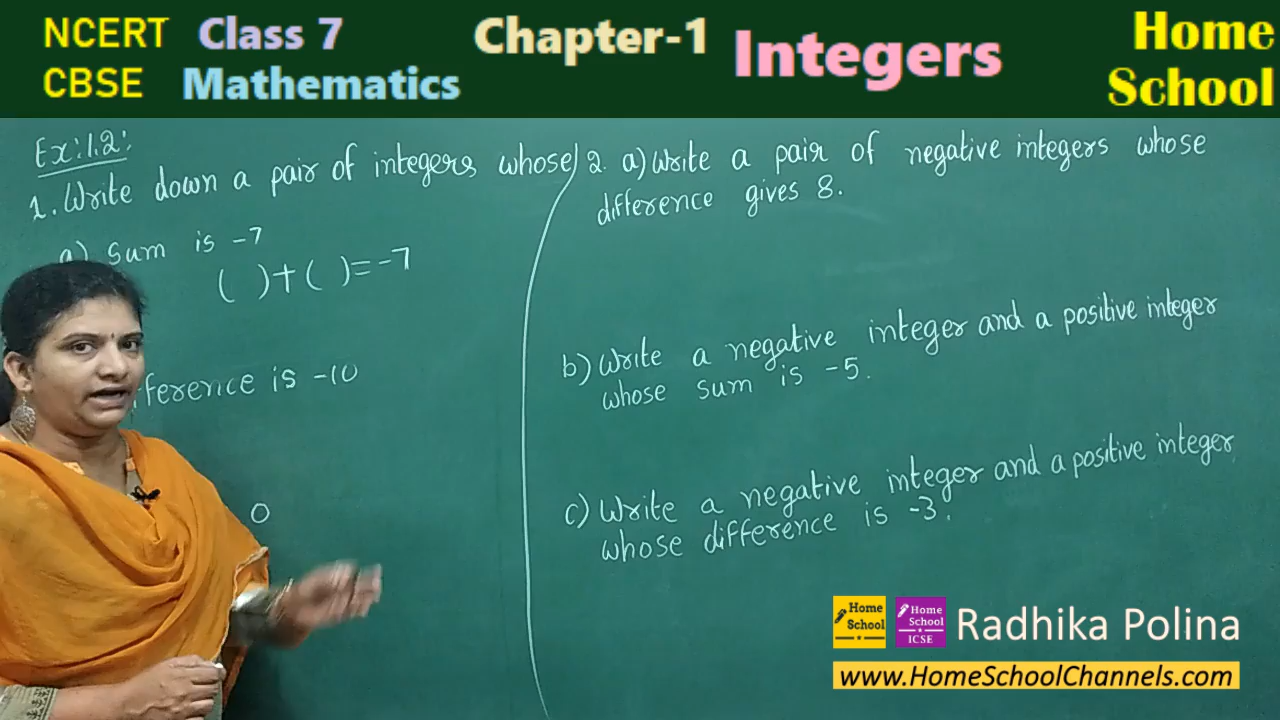 NCERT Class 7 Chapter-1 Integers Home
CBSE Mathematics School
Ex:1.2:
1. Write down a pair of integers whose
a) Sum is -7
( ) + ( ) = -7
ference is -10
0
2. a) Write a pair of negative integers whose
difference gives 8.
b) Write a negative integer and a positive integer
whose sum is -5.
c) Write a negative integer and a positive integer
whose difference is -3.
Home School
Home School ICSE
Radhika Polina
www.HomeSchoolChannels.com